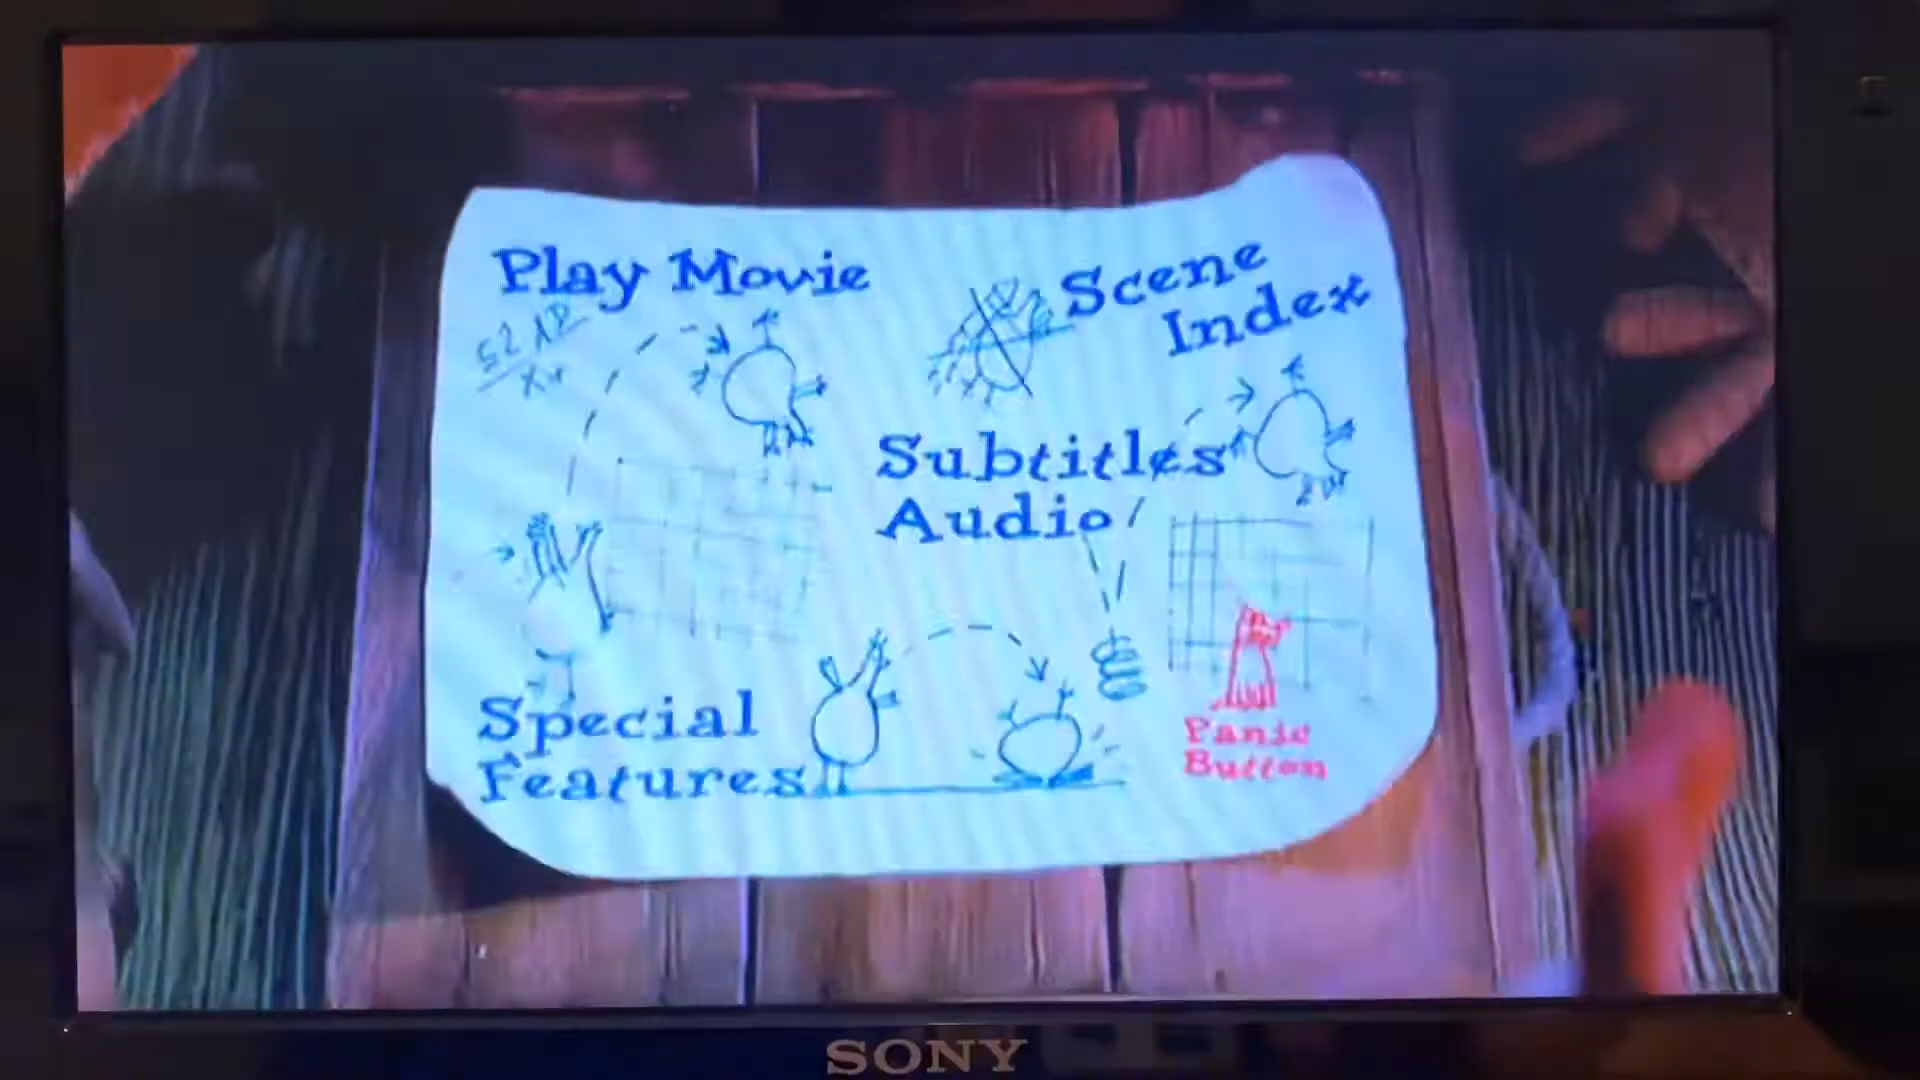 Play Movie
Scene
Index
Subtitles
Audio
Special
Features
Panic
Button
SONY